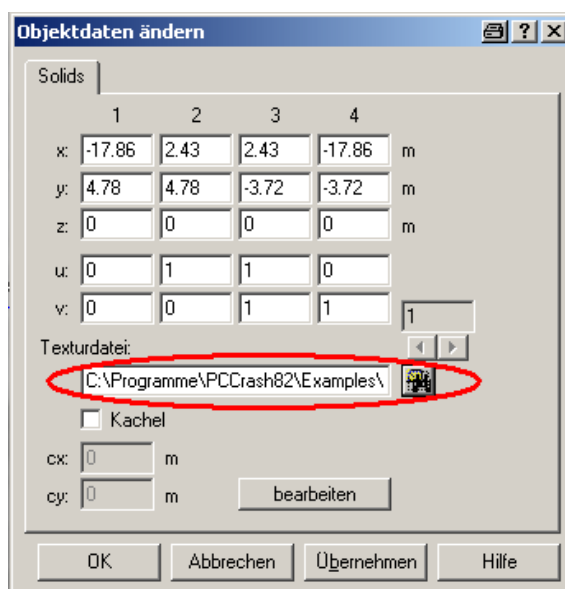 Objektdaten ändern
Solids
1 2 3 4
x: -17.86 2.43 2.43 -17.86 m
y: 4.78 4.78 -3.72 -3.72 m
z: 0 0 0 0 m
u: 0 1 1 0
v: 0 0 1 1 1
Texturdatei:
C:\Programme\PCCrash82\Examples\
Kachel
cx: 0 m
cy: 0 m bearbeiten
OK Abbrechen Übernehmen Hilfe